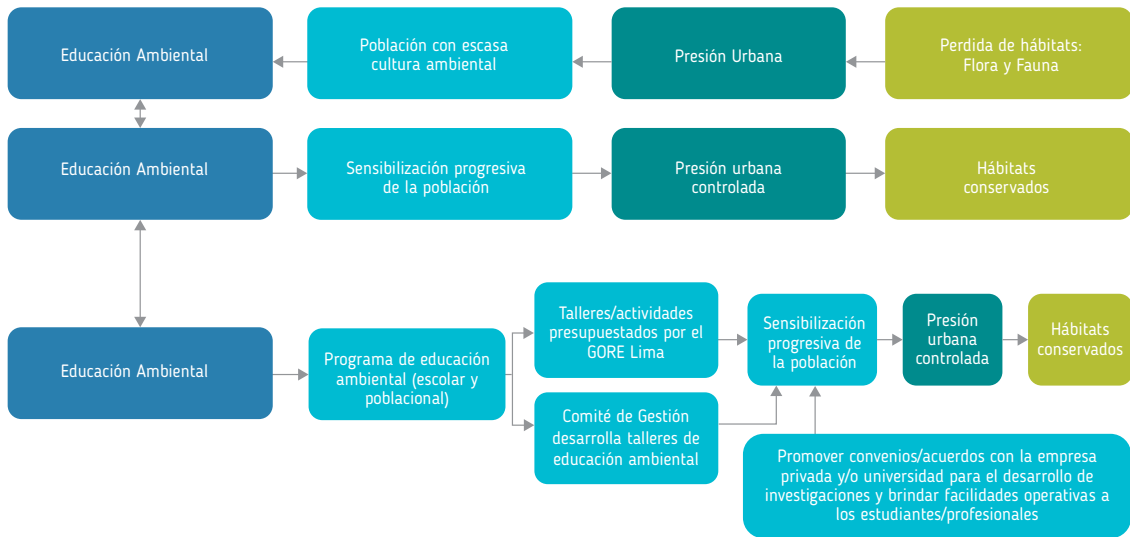 Educación Ambiental
Población con escasa
cultura ambiental
Presión Urbana
Perdida de hábitats:
Flora y Fauna
Educación Ambiental
Sensibilización progresiva
de la población
Presión urbana
controlada
Hábitats
conservados
Educación Ambiental
Programa de educación
ambiental (escolar y
poblacional)
Talleres/actividades
presupuestados por el
GORE Lima
Comité de Gestión
desarrolla talleres de
educación ambiental
Sensibilización
progresiva de
la población
Presión
urbana
controlada
Hábitats
conservados
Promover convenios/acuerdos con la empresa
privada y/o universidad para el desarrollo de
investigaciones y brindar facilidades operativas a
los estudiantes/profesionales